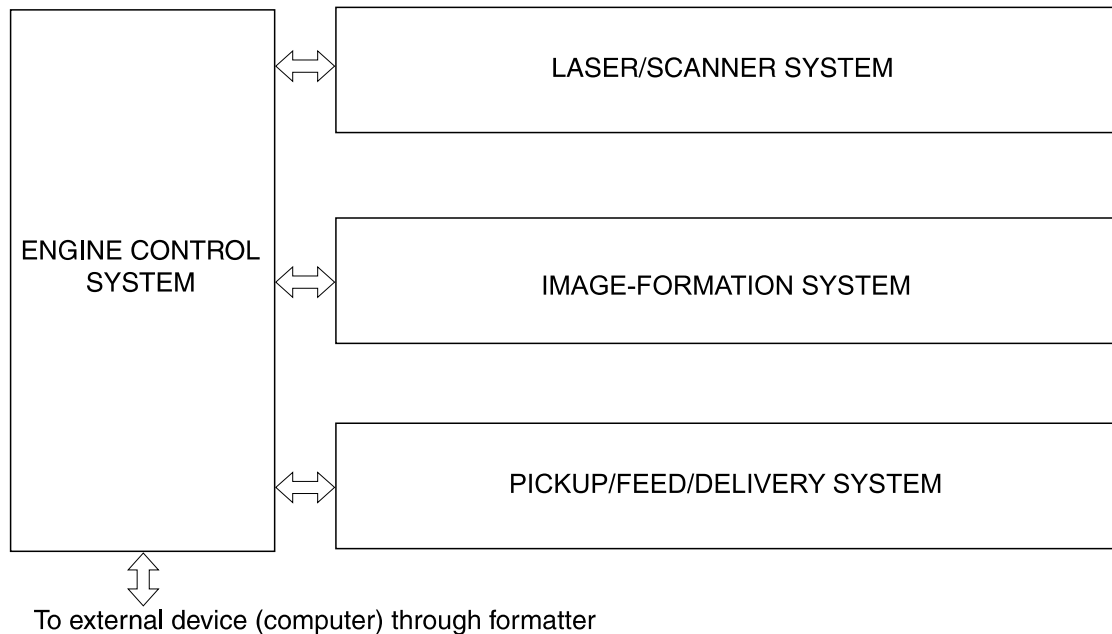 LASER/SCANNER SYSTEM
ENGINE CONTROL
SYSTEM
IMAGE-FORMATION SYSTEM
PICKUP/FEED/DELIVERY SYSTEM
To external device (computer) through formatter